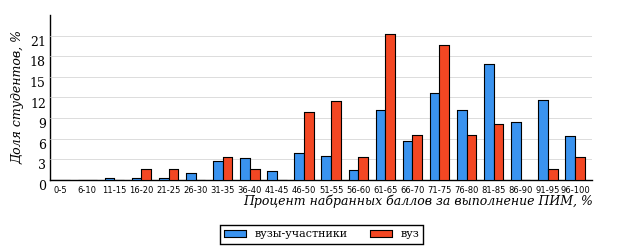 Доля студентов, %
21
18
15
12
9
6
3
0
0-5 6-10 11-15 16-20 21-25 26-30 31-35 36-40 41-45 46-50 51-55 56-60 61-65 66-70 71-75 76-80 81-85 86-90 91-95 96-100
Процент набранных баллов за выполнение ПИМ, %
вузы-участники вуз